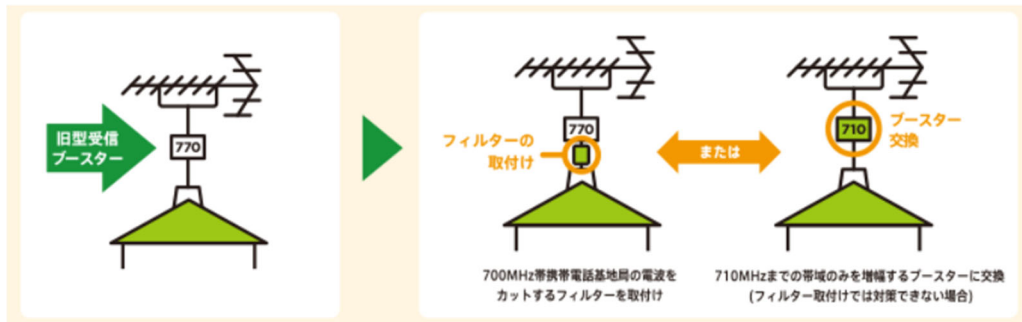 旧型受信
ブースター
770
770
フィルターの
取付け
または
710
ブースター
交換
700MHz帯携帯電話基地局の電波を
カットするフィルターを取付け
710MHzまでの帯域のみを増幅するブースターに交換
(フィルター取付けでは対策できない場合)